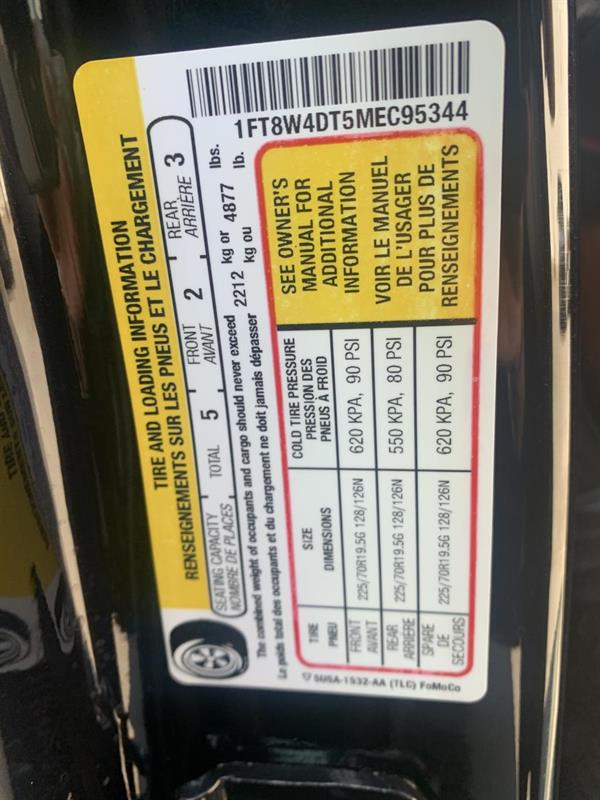 TIRE AND LOADING INFORMATION
RENSEIGNEMENTS SUR LES PNEUS ET LE CHARGEMENT
SEATING CAPACITY TOTAL 5 FRONT 2 REAR 3
NOMBRE DE PLACES AVANT ARRIÈRE
The combined weight of occupants and cargo should never exceed 2212 kg or 4877 lbs.
Le poids total des occupants et du chargement ne doit jamais dépasser kg ou lb.
1FT8W4DT5MEC95344
TIRE SIZE COLD TIRE PRESSURE
PNEU DIMENSIONS PRESSION DES
PNEUS À FROID
FRONT 225/70R19.5G 128/126N 620 KPA, 90 PSI
AVANT
REAR 225/70R19.5G 128/126N 550 KPA, 80 PSI
ARRIÈRE
SPARE 225/70R19.5G 128/126N 620 KPA, 90 PSI
DE
SECOURS
SEE OWNER'S
MANUAL FOR
ADDITIONAL
INFORMATION
VOIR LE MANUEL
DE L'USAGER
POUR PLUS DE
RENSEIGNEMENTS
5U5A-1532-AA (TLC) FoMoCo